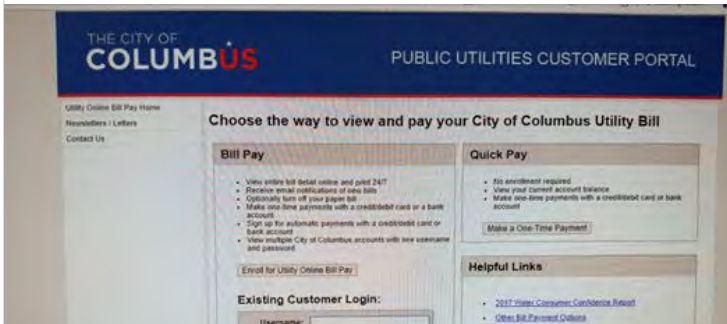 THE CITY OF
COLUMBUS
PUBLIC UTILITIES CUSTOMER PORTAL
Utility Online Bill Pay Home
Newsletters / Letters
Contact Us
Choose the way to view and pay your City of Columbus Utility Bill
Bill Pay
View entire bill detail online and print 24/7
Receive email notifications of new bills
Optionally turn off your paper bill
Make one-time payments with a credit/debit card or a bank
account
Sign up for automatic payments with a credit/debit card or
bank account
View multiple City of Columbus accounts with one username
and password
Enroll for Utility Online Bill Pay
Existing Customer Login:
Username:
Quick Pay
No enrollment required
View your current account balance
Make one-time payments with a credit/debit card or bank
account
Make a One-Time Payment
Helpful Links
2017 Water Consumer Confidence Report
Other Bill Payment Options